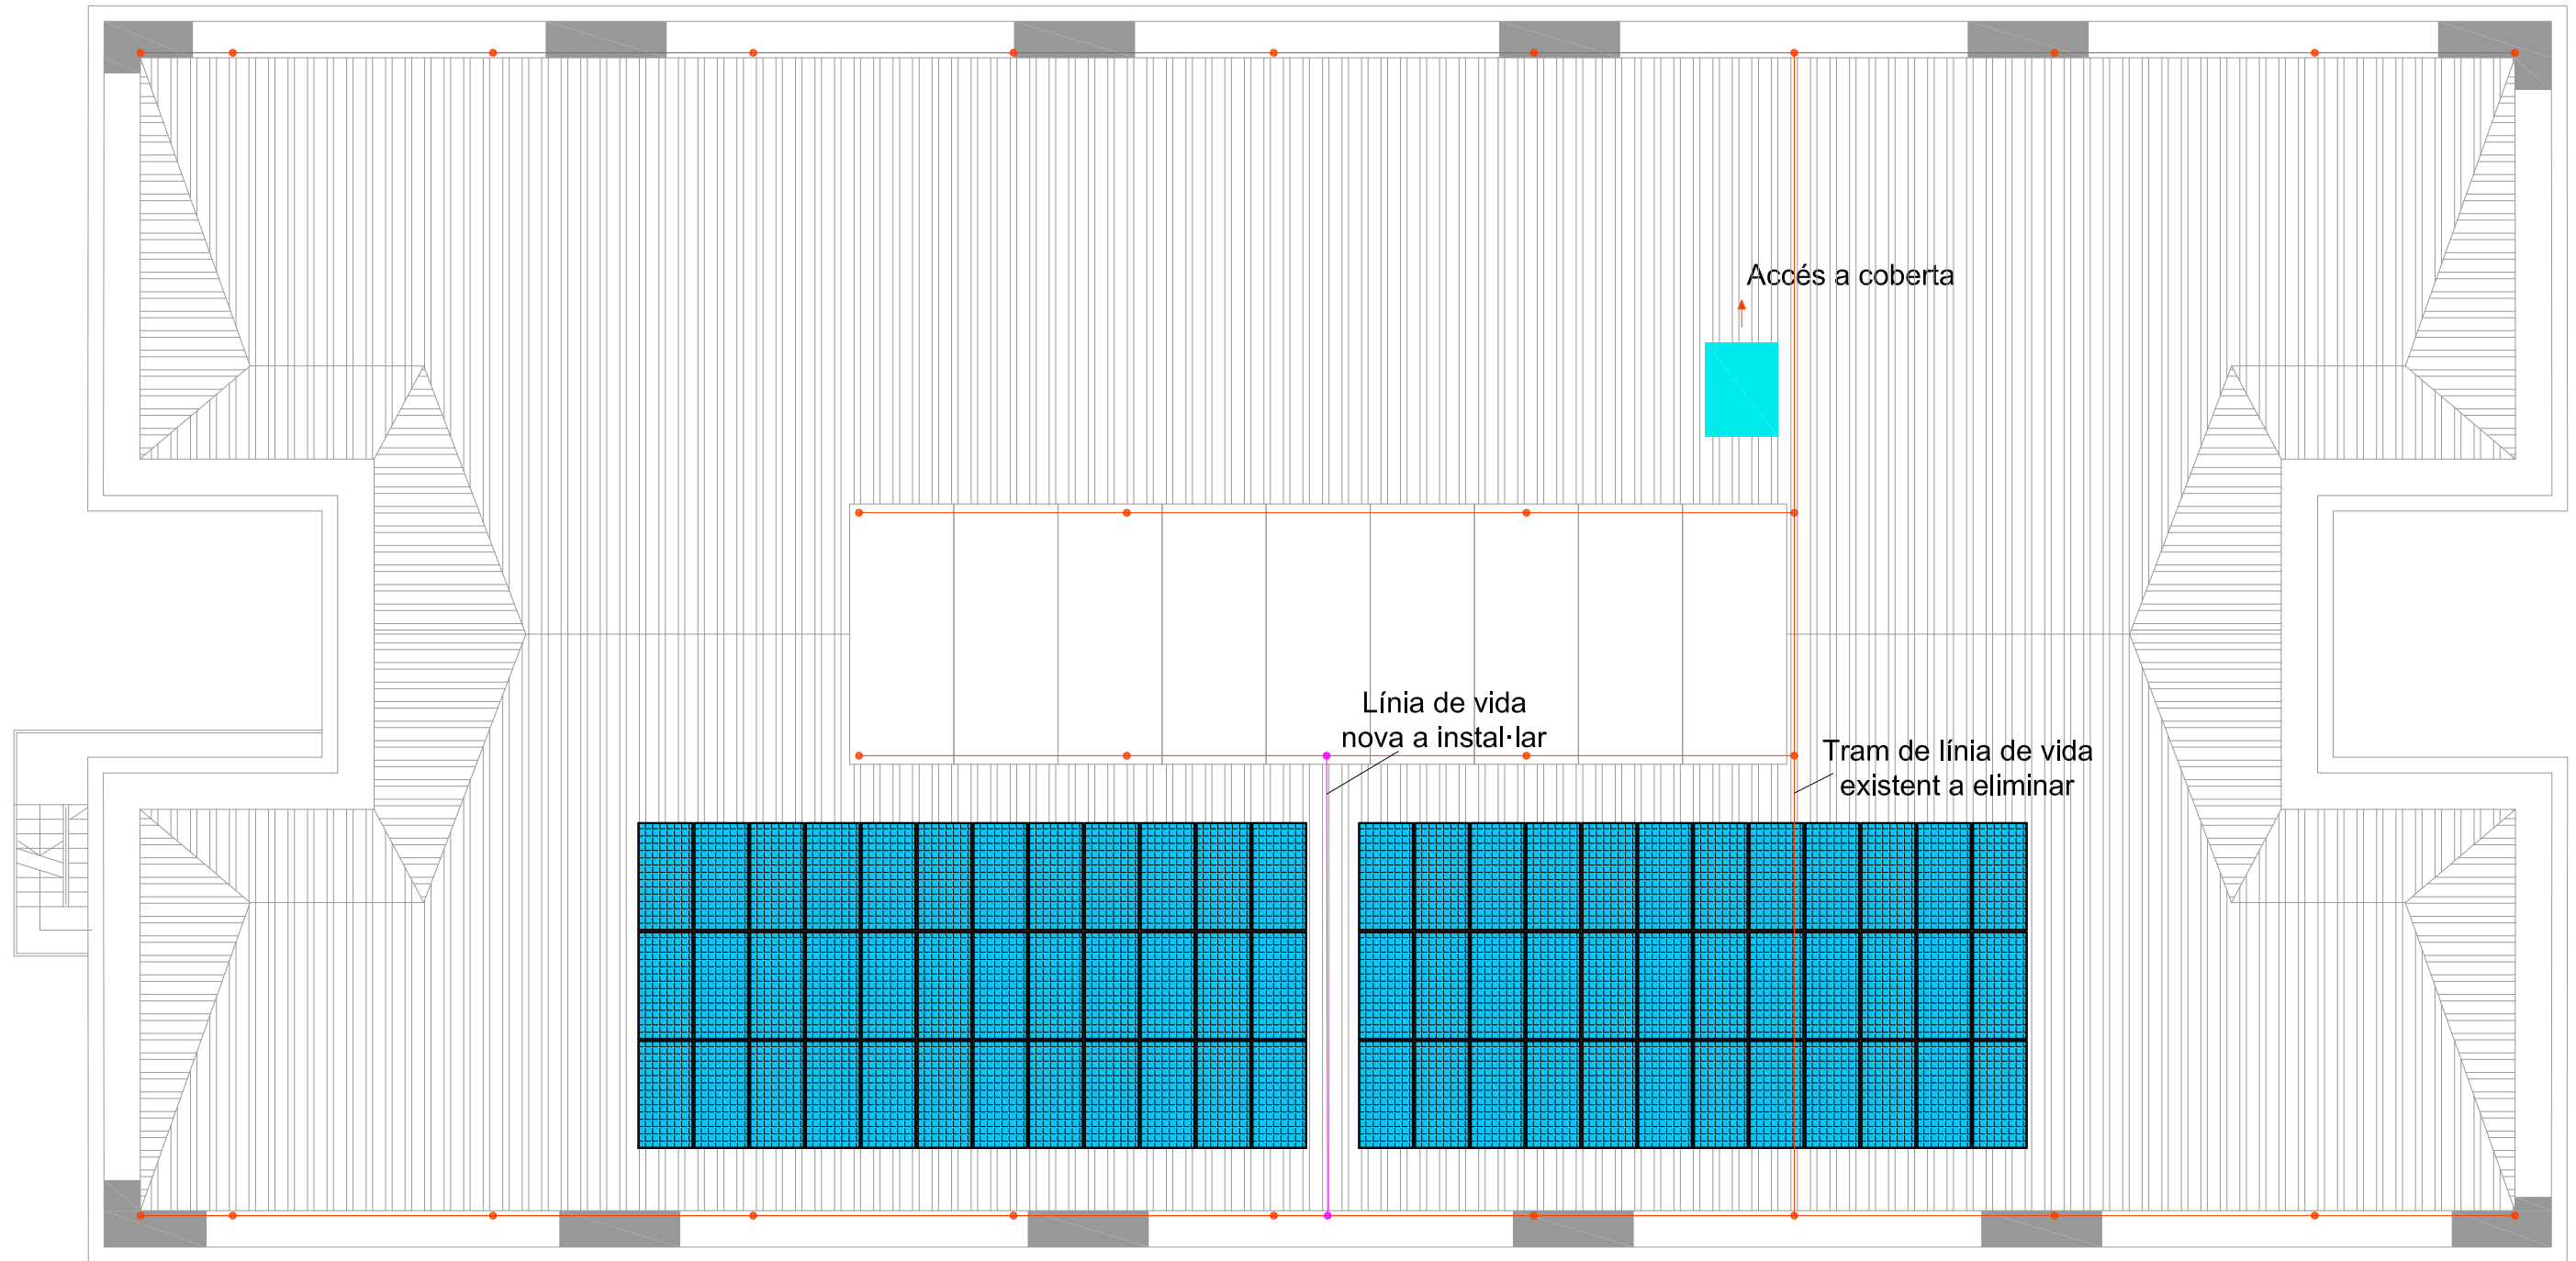 Accés a coberta
Línia de vida
nova a instal·lar
Tram de línia de vida
existent a eliminar